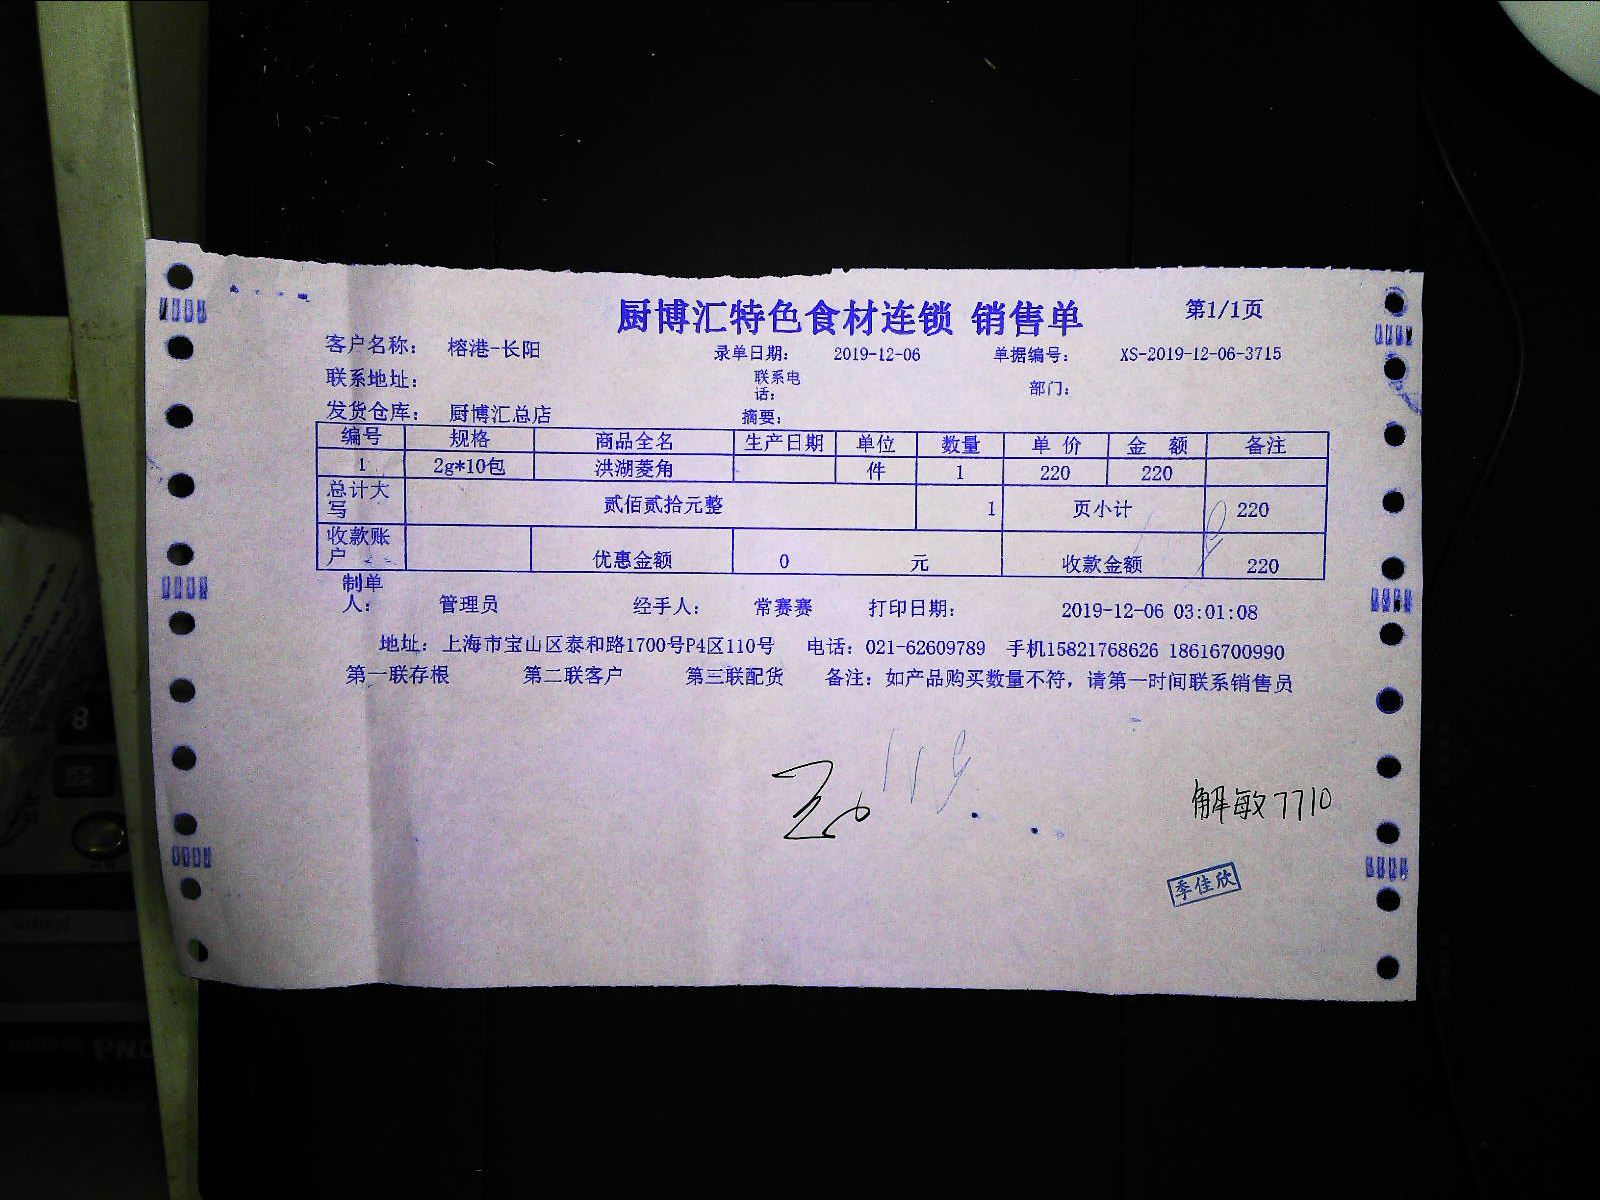 厨博汇特色食材连锁 销售单 第1/1页
客户名称： 榕港-长阳 录单日期： 2019-12-06 单据编号： XS-2019-12-06-3715
联系地址： 联系电话： 部门：
发货仓库： 厨博汇总店 摘要：
编号 规格 商品全名 生产日期 单位 数量 单价 金额 备注
1 2g*10包 洪湖菱角 件 1 220 220
总计大写 贰佰贰拾元整 1 页小计 220
收款账户 优惠金额 0 元 收款金额 220
制单人： 管理员 经手人： 常赛赛 打印日期： 2019-12-06 03:01:08
地址：上海市宝山区泰和路1700号P4区110号 电话：021-62609789 手机15821768626 18616700990
第一联存根 第二联客户 第三联配货 备注：如产品购买数量不符，请第一时间联系销售员
解敏7710
季佳欣